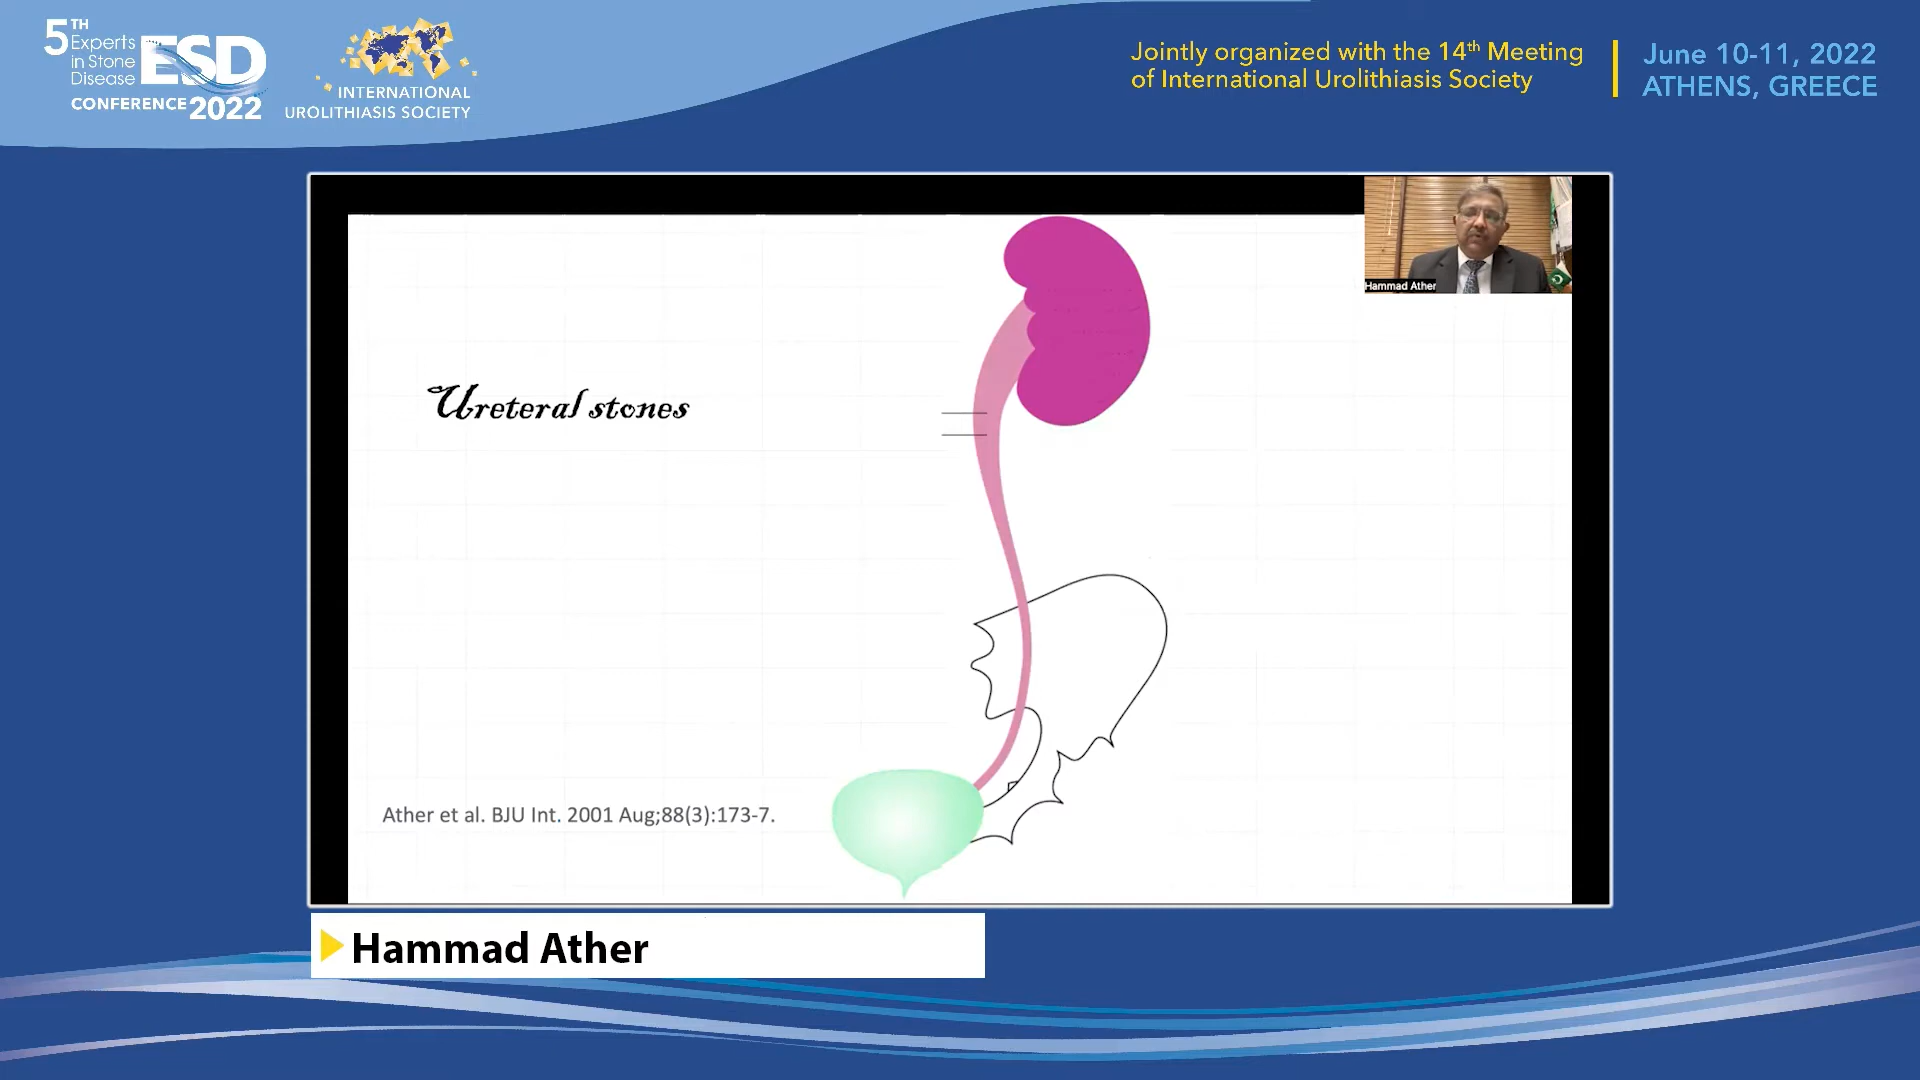 5TH Experts
in Stone
Disease
ESD
CONFERENCE 2022
INTERNATIONAL
UROLITHIASIS SOCIETY
Jointly organized with the 14th Meeting
of International Urolithiasis Society
June 10-11, 2022
ATHENS, GREECE
Hammad Ather
Ureteral stones
Ather et al. BJU Int. 2001 Aug;88(3):173-7.
Hammad Ather